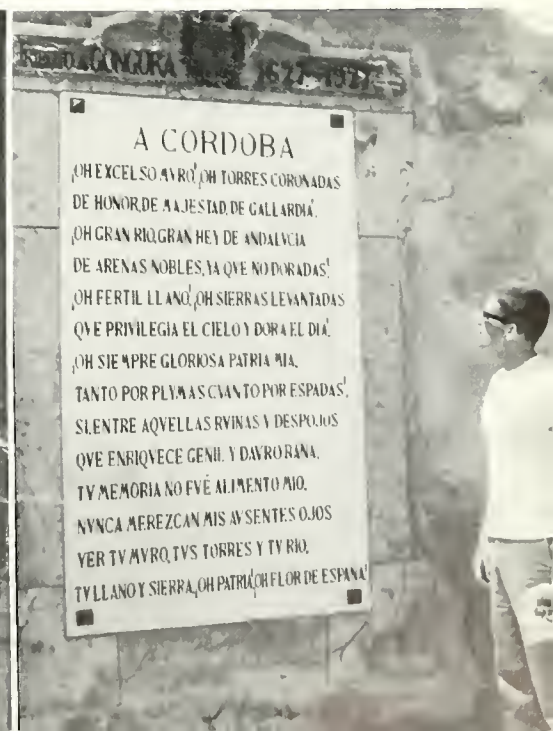 GONGORA 1627-1927
A CORDOBA
¡OH EXCELSO MVRO! ¡OH TORRES CORONADAS
DE HONOR, DE MAJESTAD, DE GALLARDIA!
¡OH GRAN RIO, GRAN REY DE ANDALVCIA
DE ARENAS NOBLES, YA QVE NO DORADAS!
¡OH FERTIL LLANO! ¡OH SIERRAS LEVANTADAS
QVE PRIVILEGIA EL CIELO Y DORA EL DIA!
¡OH SIEMPRE GLORIOSA PATRIA MIA,
TANTO POR PLVMAS CVANTO POR ESPADAS!
SI, ENTRE AQVELLAS RVINAS Y DESPOJOS
QVE ENRIQVECE GENIL Y DAVRO BAÑA,
TV MEMORIA NO FVÉ ALIMENTO MIO,
NVNCA MEREZCAN MIS AVSENTES OJOS
VER TV MVRO, TVS TORRES Y TV RIO,
TV LLANO Y SIERRA, ¡OH PATRIA! ¡OH FLOR DE ESPAÑA!